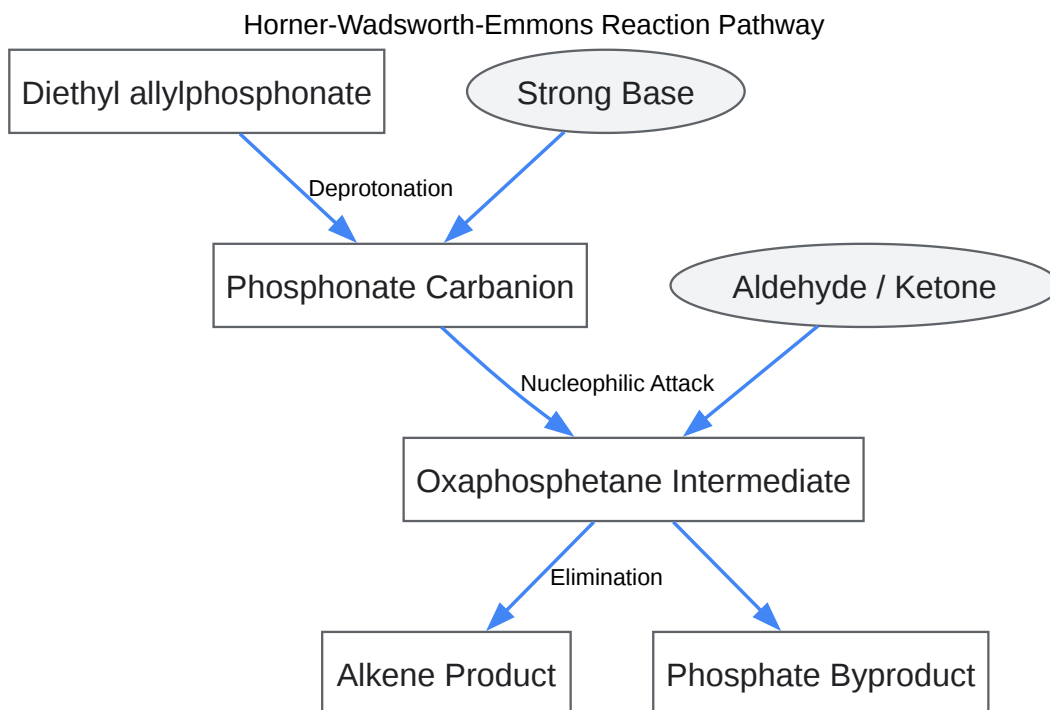 Horner-Wadsworth-Emmons Reaction Pathway
Diethyl allylphosphonate
Strong Base
Deprotonation
Phosphonate Carbanion
Aldehyde / Ketone
Nucleophilic Attack
Oxaphosphetane Intermediate
Elimination
Alkene Product
Phosphate Byproduct